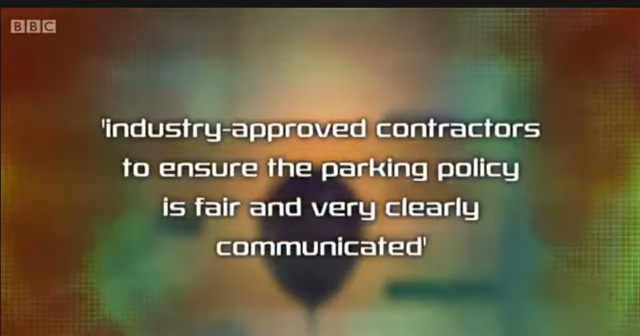 BBC
'industry-approved contractors
to ensure the parking policy
is fair and very clearly
communicated'